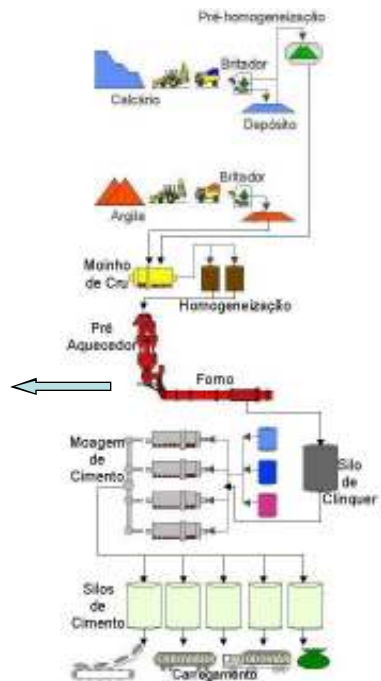 Pré-homogeneização
Britador
Calcário
Depósito
Britador
Argila
Moinho
de Cru
Homogeneização
Pré
Aquecedor
Forno
Moagem
de
Cimento
Silo
de
Clínquer
Silos
de
Cimento
Carregamento